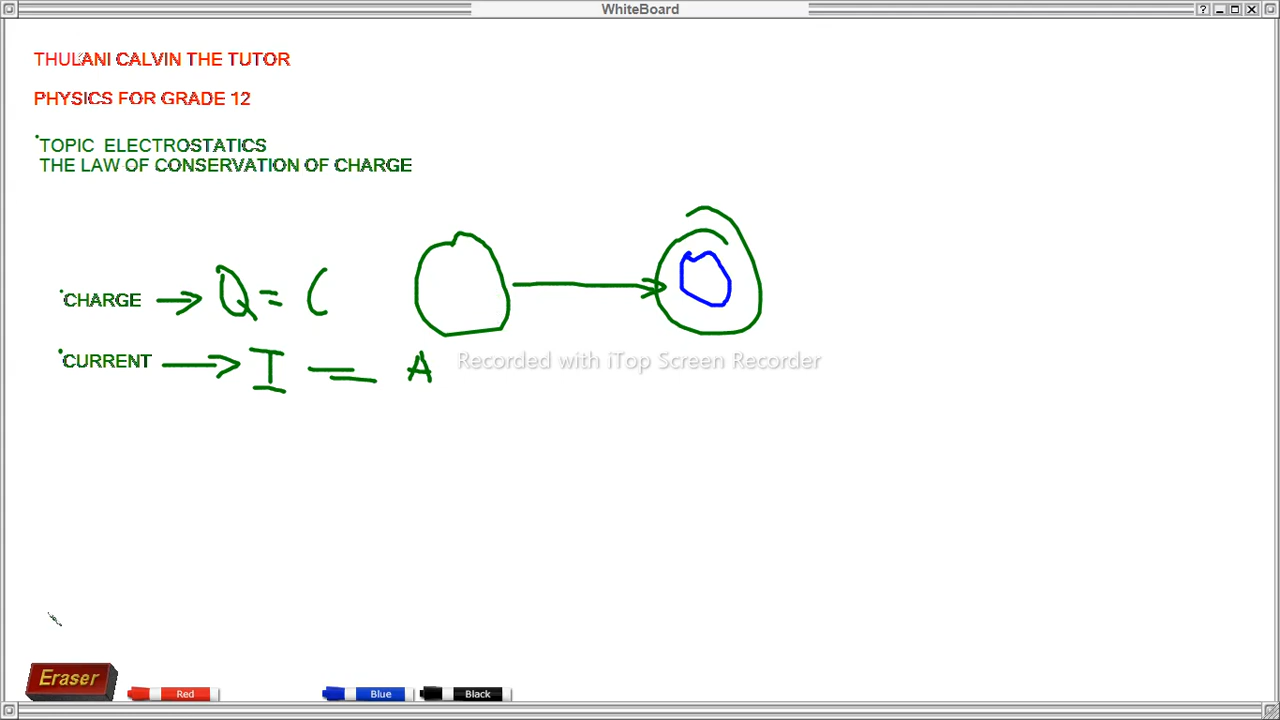 WhiteBoard
THULANI CALVIN THE TUTOR
PHYSICS FOR GRADE 12
TOPIC ELECTROSTATICS
THE LAW OF CONSERVATION OF CHARGE
CHARGE → Q = C
CURRENT → I = A
Recorded with iTop Screen Recorder
Eraser
Red
Blue
Black